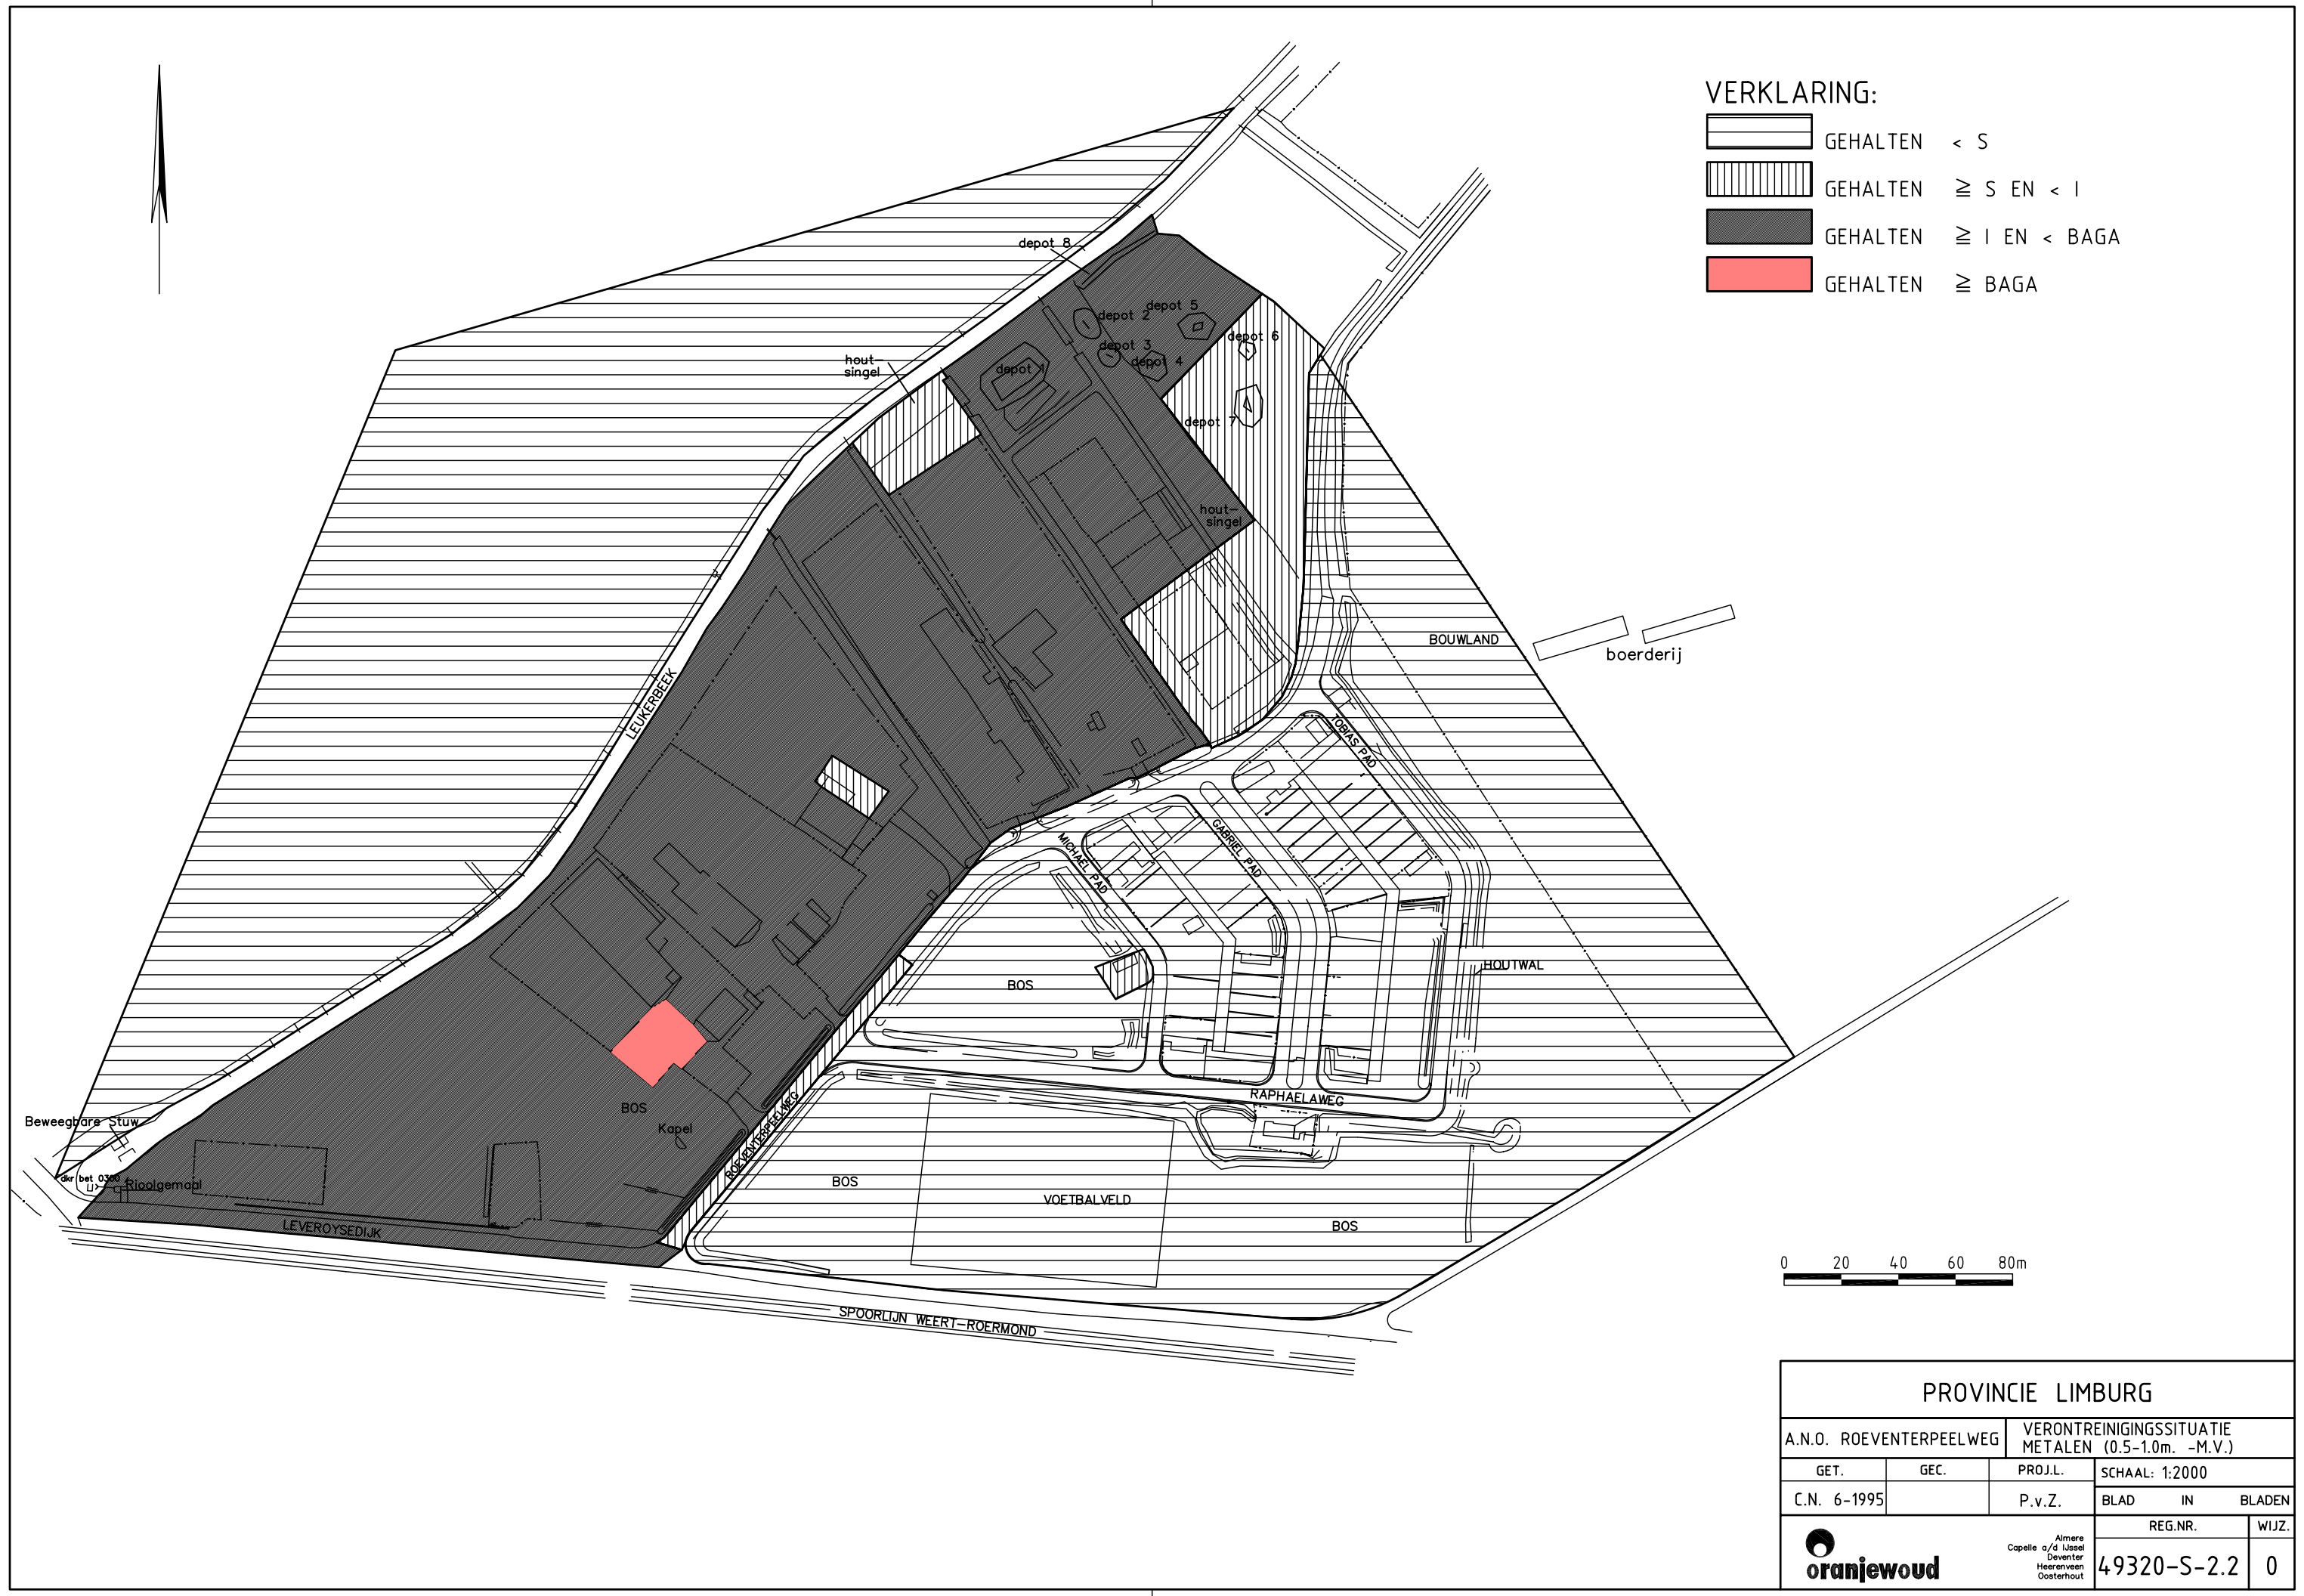 VERKLARING:
GEHALTEN < S
GEHALTEN ≧ S EN < I
GEHALTEN ≧ I EN < BAGA
GEHALTEN ≧ BAGA
depot 8
depot 5
depot 2
depot 6
depot 3
depot 4
depot 1
hout-
singel
depot 7
hout-
singel
BOUWLAND
boerderij
LEUKERBEEK
TOBIAS PAD
GABRIEL PAD
MICHAEL PAD
HOUTWAL
BOS
RAPHAELAWEG
BOS
Kapel
Beweegbare Stuw
ROEVENTERPEELWEG
dkr bet 0300
Rioolgemaal
BOS
VOETBALVELD
BOS
LEVEROYSEDIJK
SPOORLIJN WEERT-ROERMOND
0 20 40 60 80m
PROVINCIE LIMBURG
A.N.O. ROEVENTERPEELWEG
VERONTREINIGINGSSITUATIE
METALEN (0.5-1.0m. -M.V.)
GET. GEC. PROJ.L. SCHAAL: 1:2000
C.N. 6-1995 P.v.Z. BLAD IN BLADEN
REG.NR. WIJZ.
oranjewoud
Almere
Capelle a/d IJssel
Deventer
Heerenveen
Oosterhout
49320-S-2.2 0